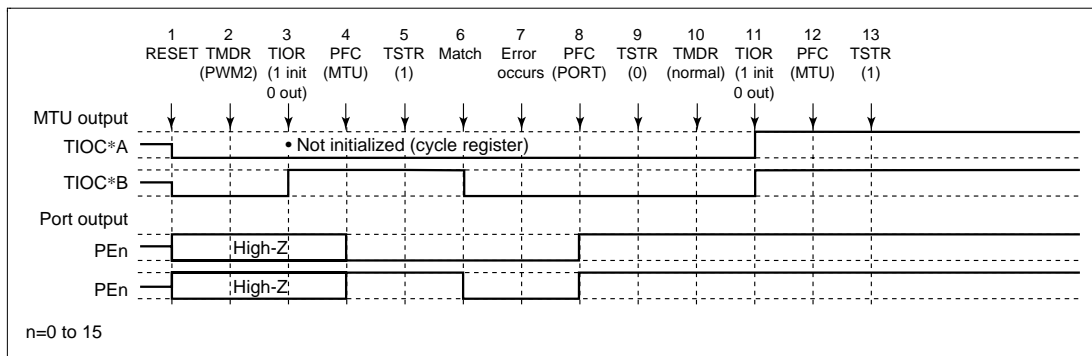 1 2 3 4 5 6 7 8 9 10 11 12 13
RESET TMDR TIOR PFC TSTR Match Error PFC TSTR TMDR TIOR PFC TSTR
(PWM2) (1 init (MTU) (1) occurs (PORT) (0) (normal) (1 init (MTU) (1)
0 out) 0 out)
MTU output
TIOC*A • Not initialized (cycle register)
TIOC*B
Port output
PEn High-Z
PEn High-Z
n=0 to 15